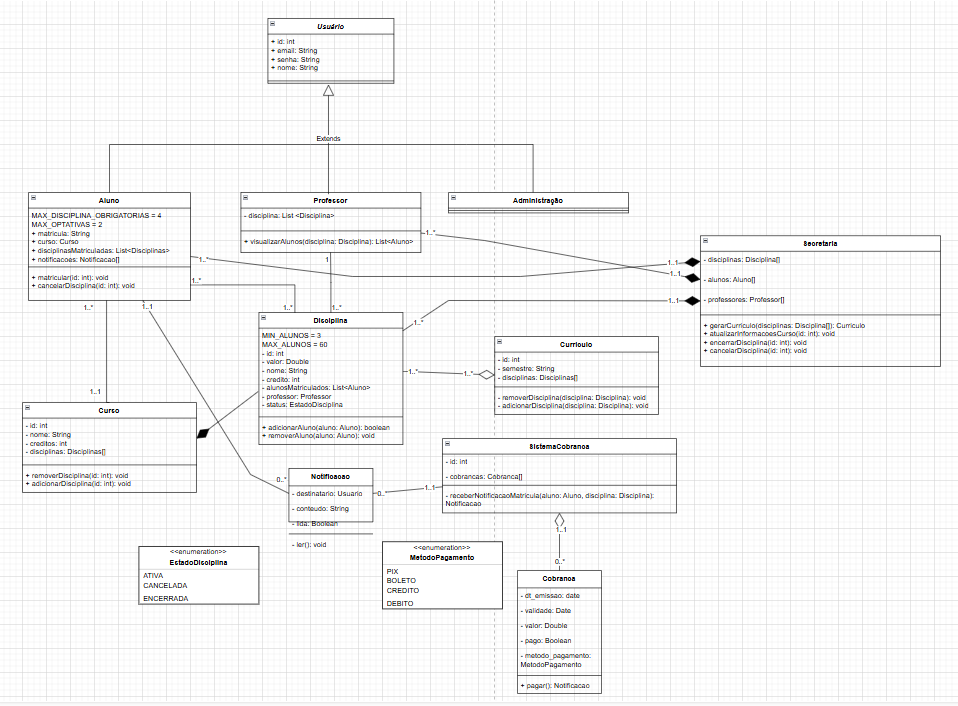 Usuário
+ id: int
+ email: String
+ senha: String
+ nome: String
Extends
Aluno
MAX_DISCIPLINA_OBRIGATORIAS = 4
MAX_OPTATIVAS = 2
+ matricula: String
+ curso: Curso
+ disciplinasMatriculadas: List<Disciplinas>
+ notificacoes: Notificacao[]
+ matricular(id: int): void
+ cancelarDisciplina(id: int): void
Professor
- disciplina: List <Disciplina>
+ visualizarAlunos(disciplina: Disciplina): List<Aluno>
Administração
Secretaria
- disciplinas: Disciplina[]
- alunos: Aluno[]
- professores: Professor[]
+ gerarCurriculo(disciplinas: Disciplina[]): Curriculo
+ atualizarInformacoesCurso(id: int): void
+ encerrarDisciplina(id: int): void
+ cancelarDisciplina(id: int): void
1..*
1..*
1
1..1
1..1
1..1
1..*
1..*
1..1
1..*
1..*
1..*
Disciplina
MIN_ALUNOS = 3
MAX_ALUNOS = 60
- id: int
- valor: Double
- nome: String
- credito: int
- alunosMatriculados: List<Aluno>
- professor: Professor
- status: EstadoDisciplina
+ adicionarAluno(aluno: Aluno): boolean
+ removerAluno(aluno: Aluno): void
1..*
1..*
Curriculo
- id: int
- semestre: String
- disciplinas: Disciplinas[]
- removerDisciplina(disciplina: Disciplina): void
- adicionarDisciplina(disciplina: Disciplina): void
1..1
Curso
- id: int
- nome: String
- creditos: int
- disciplinas: Disciplinas[]
+ removerDisciplina(id: int): void
+ adicionarDisciplina(id: int): void
SistemaCobranca
- id: int
- cobrancas: Cobranca[]
- receberNotificacaoMatricula(aluno: Aluno, disciplina: Disciplina):
Notificacao
0..*
Notificacao
- destinatario: Usuario
- conteudo: String
- lida: Boolean
- ler(): void
0..*
1..1
1..1
0..*
<<enumeration>>
EstadoDisciplina
ATIVA
CANCELADA
ENCERRADA
<<enumeration>>
MetodoPagamento
PIX
BOLETO
CREDITO
DEBITO
Cobranca
- dt_emissao: date
- validade: Date
- valor: Double
- pago: Boolean
- metodo_pagamento:
MetodoPagamento
+ pagar(): Notificacao